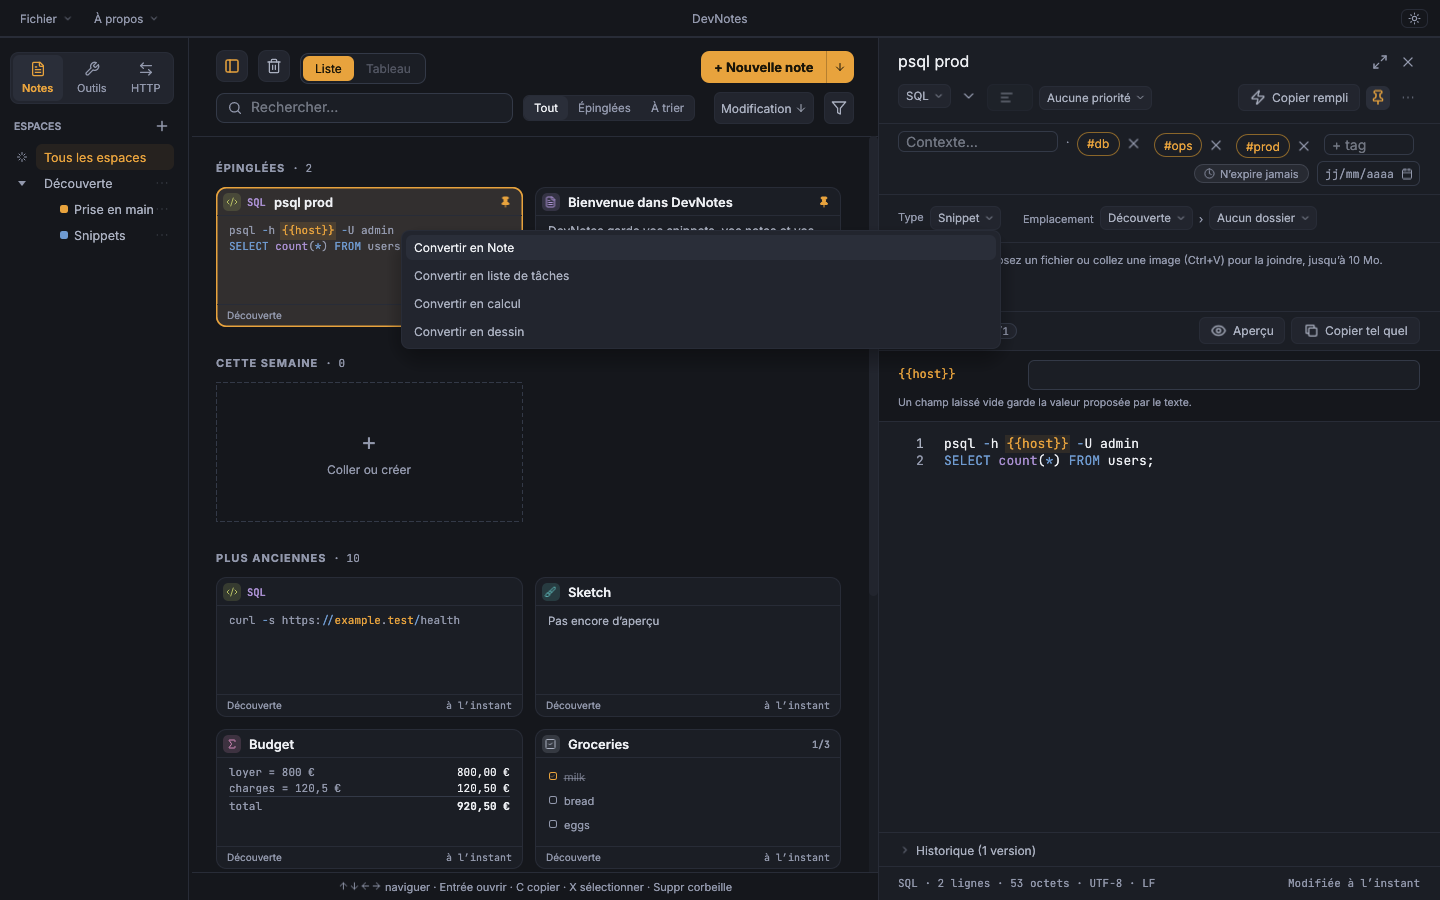 Fichier
À propos
DevNotes
Notes
Outils
HTTP
ESPACES
Tous les espaces
Découverte
Prise en main
Snippets
Liste
Tableau
+ Nouvelle note
Rechercher...
Tout
Épinglées
À trier
Modification
ÉPINGLÉES · 2
SQL psql prod
psql -h {{host}} -U admin
SELECT count(*) FROM users
Découverte
Bienvenue dans DevNotes
Convertir en Note
Convertir en liste de tâches
Convertir en calcul
Convertir en dessin
CETTE SEMAINE · 0
+
Coller ou créer
PLUS ANCIENNES · 10
SQL
curl -s https://example.test/health
Découverte
à l’instant
Sketch
Pas encore d’aperçu
Découverte
à l’instant
Budget
loyer = 800 € 800,00 €
charges = 120,5 € 120,50 €
total 920,50 €
Découverte
à l’instant
Groceries 1/3
milk
bread
eggs
Découverte
à l’instant
↑ ↓ ← → naviguer · Entrée ouvrir · C copier · X sélectionner · Suppr corbeille
psql prod
SQL
Aucune priorité
Copier rempli
Contexte...
· #db
#ops
#prod
+ tag
N’expire jamais
jj/mm/aaaa
Type Snippet
Emplacement Découverte › Aucun dossier
un fichier ou collez une image (Ctrl+V) pour la joindre, jusqu’à 10 Mo.
Aperçu
Copier tel quel
{{host}}
Un champ laissé vide garde la valeur proposée par le texte.
1 psql -h {{host}} -U admin
2 SELECT count(*) FROM users;
Historique (1 version)
SQL · 2 lignes · 53 octets · UTF-8 · LF
Modifiée à l’instant